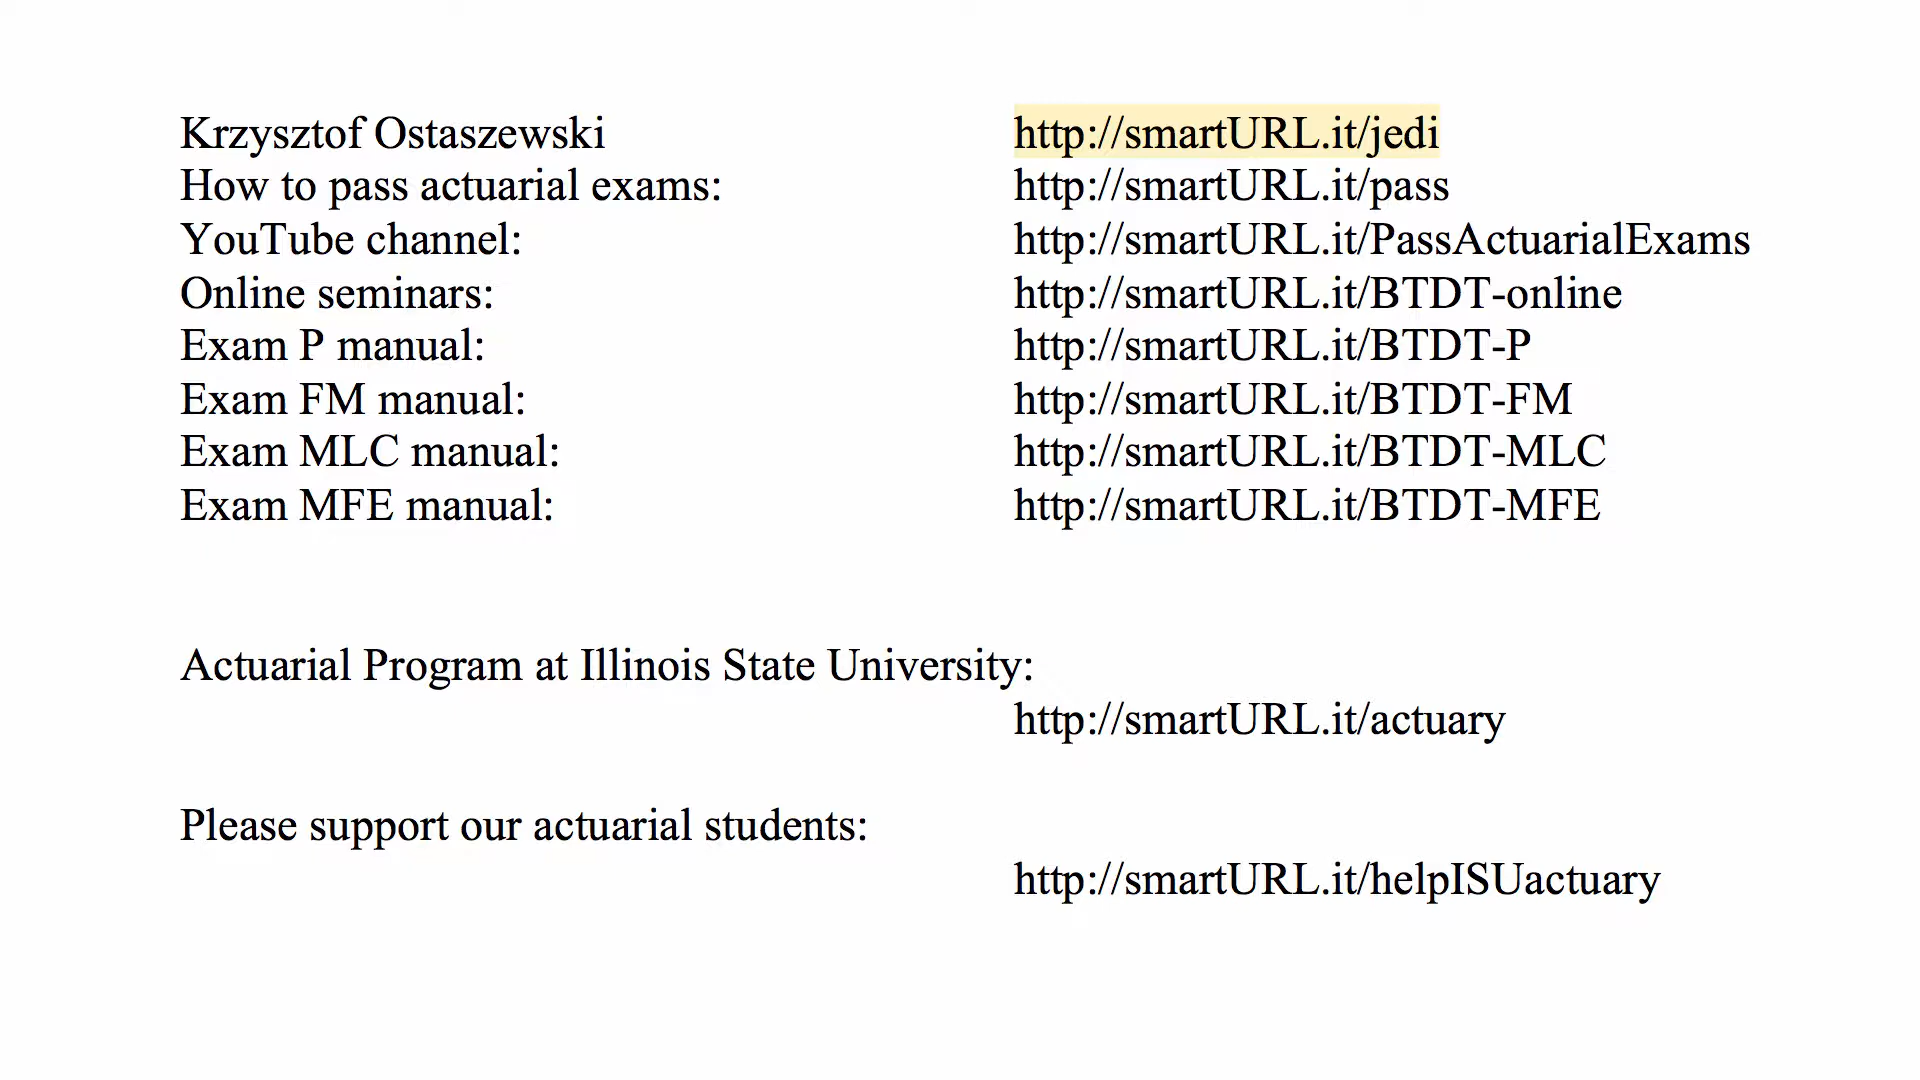 Krzysztof Ostaszewski http://smartURL.it/jedi
How to pass actuarial exams: http://smartURL.it/pass
YouTube channel: http://smartURL.it/PassActuarialExams
Online seminars: http://smartURL.it/BTDT-online
Exam P manual: http://smartURL.it/BTDT-P
Exam FM manual: http://smartURL.it/BTDT-FM
Exam MLC manual: http://smartURL.it/BTDT-MLC
Exam MFE manual: http://smartURL.it/BTDT-MFE
Actuarial Program at Illinois State University:
http://smartURL.it/actuary
Please support our actuarial students:
http://smartURL.it/helpISUactuary